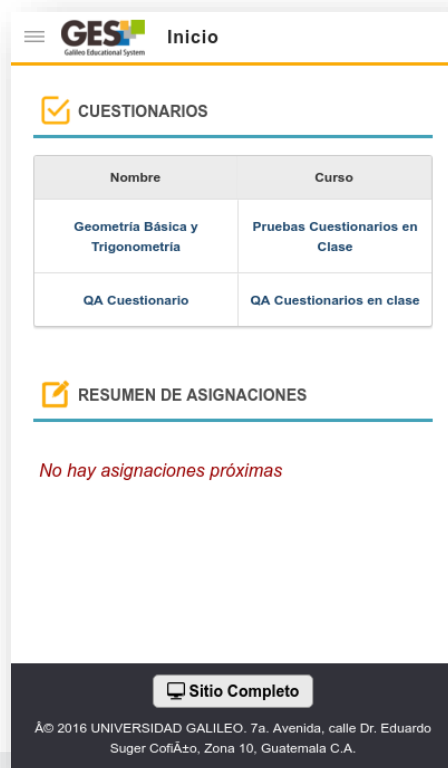 GES Inicio
Galileo Educational System
CUESTIONARIOS
Nombre Curso
Geometría Básica y Pruebas Cuestionarios en
Trigonometría Clase
QA Cuestionario QA Cuestionarios en clase
RESUMEN DE ASIGNACIONES
No hay asignaciones próximas
Sitio Completo
Â© 2016 UNIVERSIDAD GALILEO. 7a. Avenida, calle Dr. Eduardo
Suger CofiÃ±o, Zona 10, Guatemala C.A.